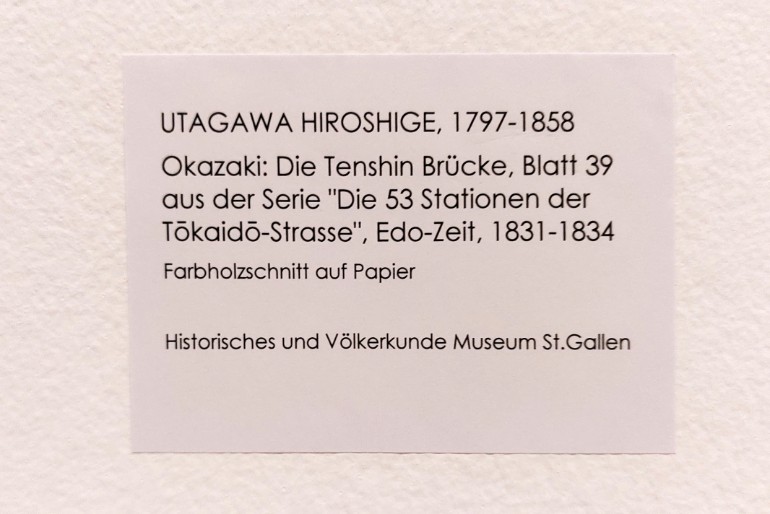 UTAGAWA HIROSHIGE, 1797-1858
Okazaki: Die Tenshin Brücke, Blatt 39
aus der Serie "Die 53 Stationen der
Tōkaidō-Strasse", Edo-Zeit, 1831-1834
Farbholzschnitt auf Papier
Historisches und Völkerkunde Museum St.Gallen